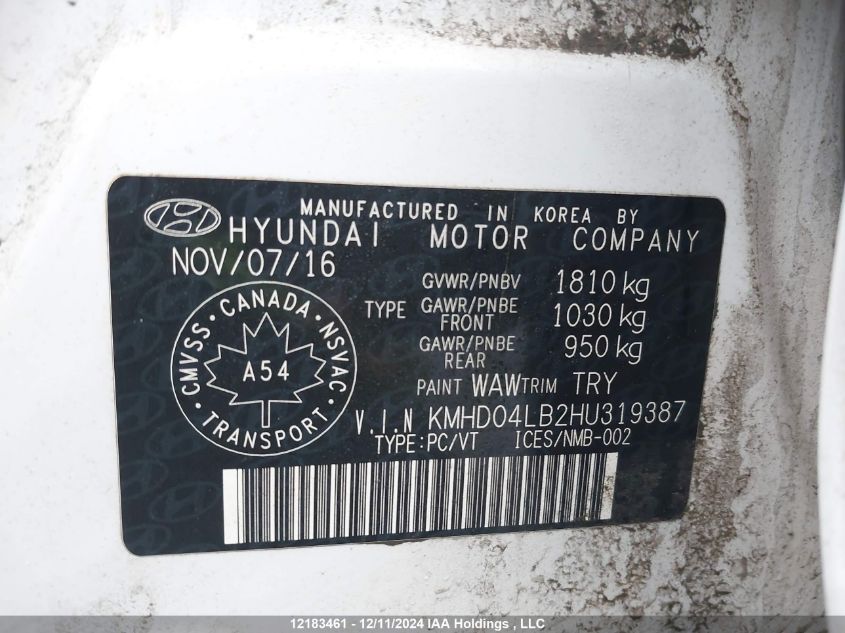 MANUFACTURED IN KOREA BY
HYUNDAI MOTOR COMPANY
NOV/07/16
GVWR/PNBV 1810 kg
TYPE GAWR/PNBE FRONT 1030 kg
GAWR/PNBE REAR 950 kg
PAINT WAW TRIM TRY
CMVSS · CANADA · NSVAC · TRANSPORT ·
A54
V.I.N KMHD04LB2HU319387
TYPE:PC/VT ICES/NMB-002
12183461 - 12/11/2024 IAA Holdings , LLC